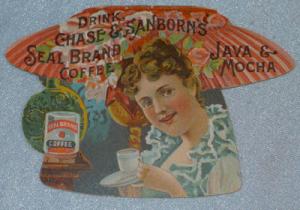 DRINK
CHASE & SANBORN'S
SEAL BRAND
COFFEE
JAVA &
MOCHA
SEAL BRAND
COFFEE